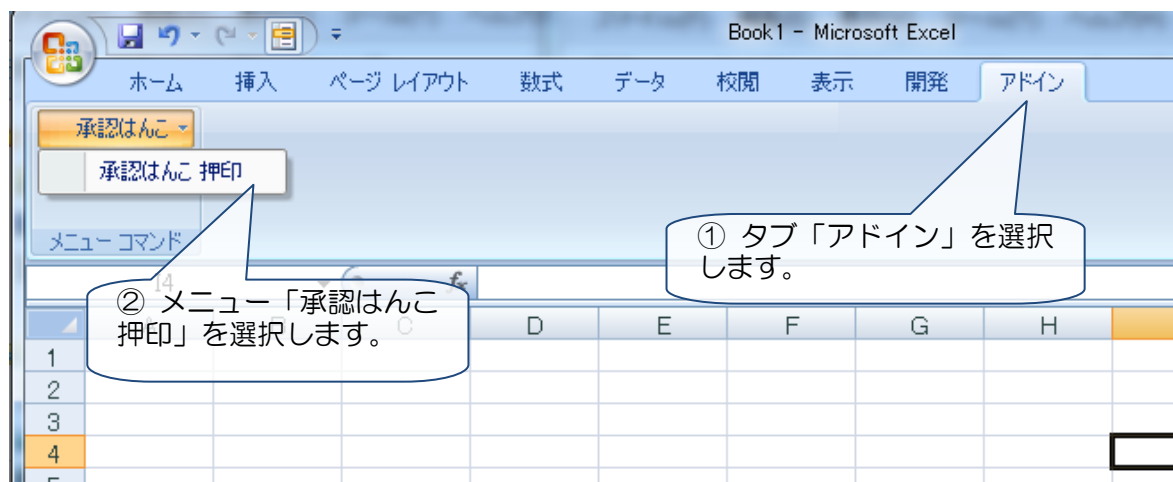 Book1 - Microsoft Excel
ホーム 挿入 ページ レイアウト 数式 データ 校閲 表示 開発 アドイン
承認はんこ
承認はんこ 押印
メニュー コマンド
① タブ「アドイン」を選択
します。
I4
fx
② メニュー「承認はんこ
押印」を選択します。
A B C D E F G H
1
2
3
4
5